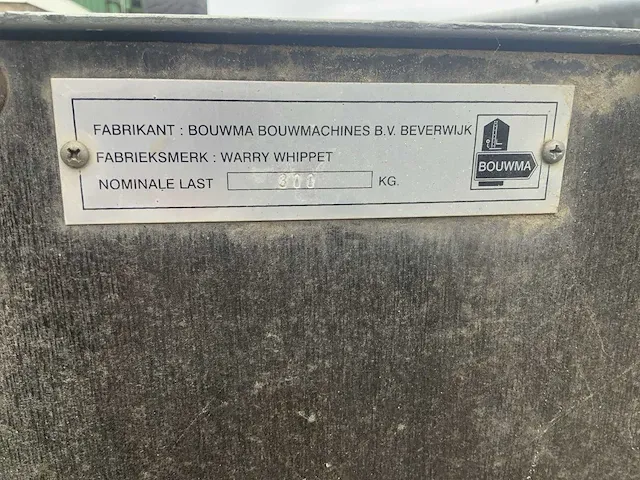 FABRIKANT : BOUWMA BOUWMACHINES B.V. BEVERWIJK
FABRIEKSMERK : WARRY WHIPPET
NOMINALE LAST 300 KG.
BOUWMA